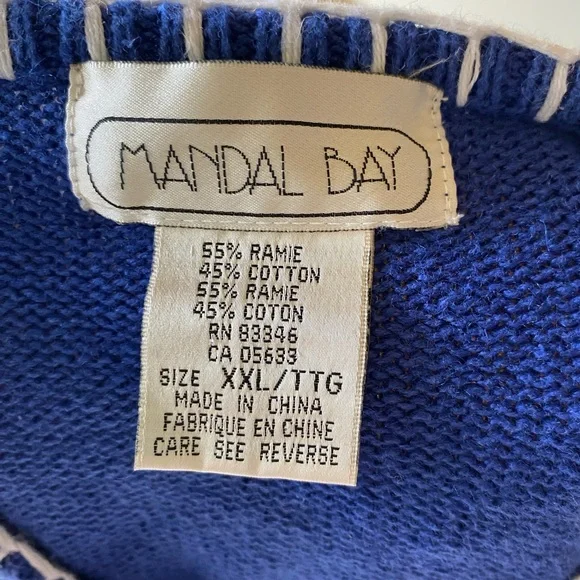 MANDAL BAY
55% RAMIE
45% COTTON
55% RAMIE
45% COTON
RN 83346
CA 05633
SIZE XXL/TTG
MADE IN CHINA
FABRIQUE EN CHINE
CARE SEE REVERSE